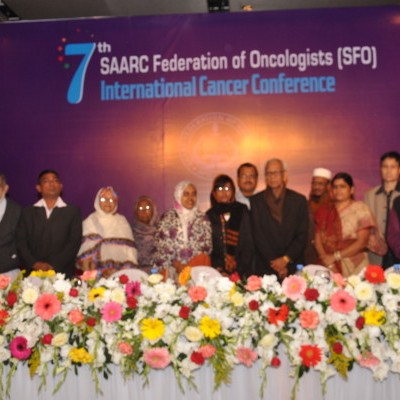 7th
SAARC Federation of Oncologists (SFO)
International Cancer Conference